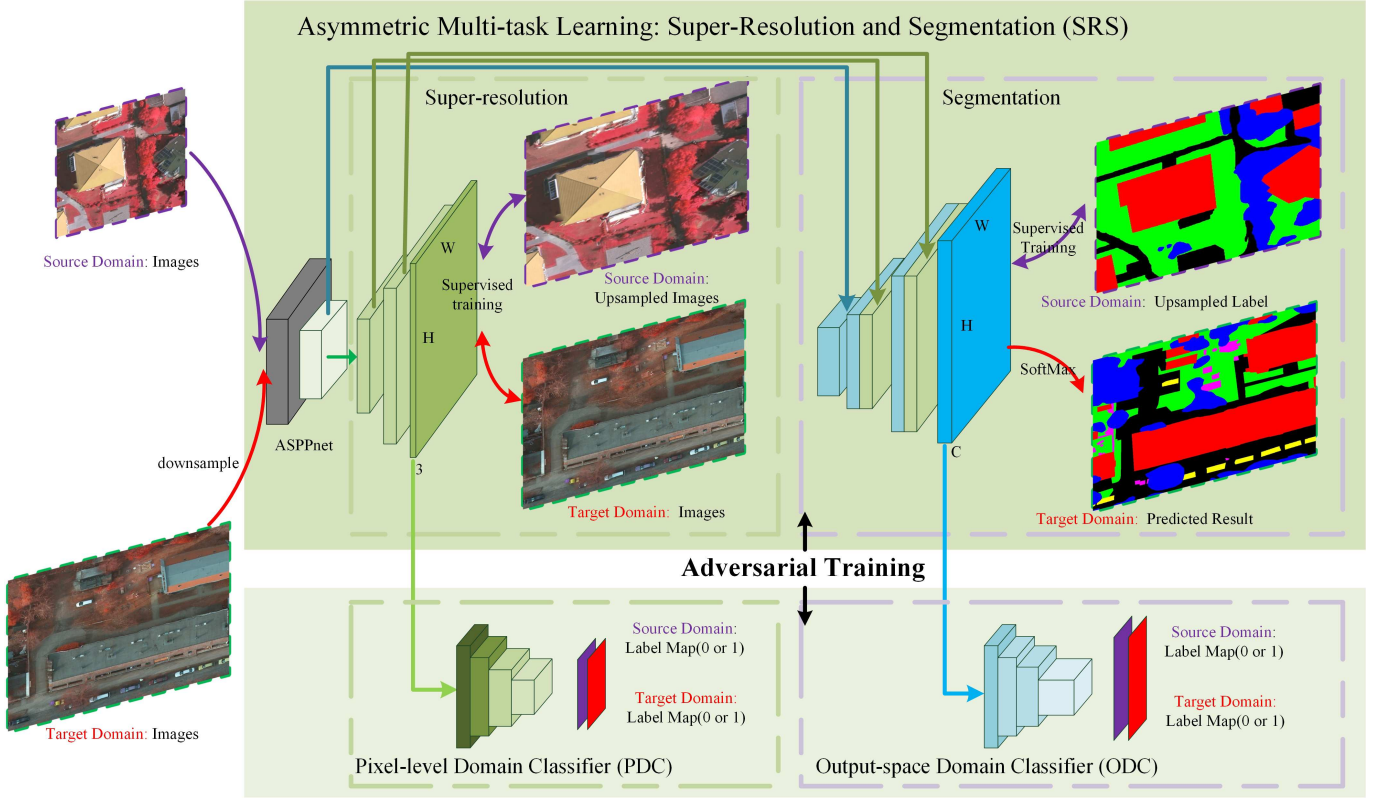 Asymmetric Multi-task Learning: Super-Resolution and Segmentation (SRS)
Super-resolution
Segmentation
Source Domain: Images
W
H
3
Supervised
training
Source Domain:
Upsampled Images
Target Domain: Images
ASPPnet
downsample
Target Domain: Images
W
H
C
Supervised
Training
Source Domain: Upsampled Label
SoftMax
Target Domain: Predicted Result
Adversarial Training
Source Domain:
Label Map(0 or 1)
Target Domain:
Label Map(0 or 1)
Pixel-level Domain Classifier (PDC)
Source Domain:
Label Map(0 or 1)
Target Domain:
Label Map(0 or 1)
Output-space Domain Classifier (ODC)